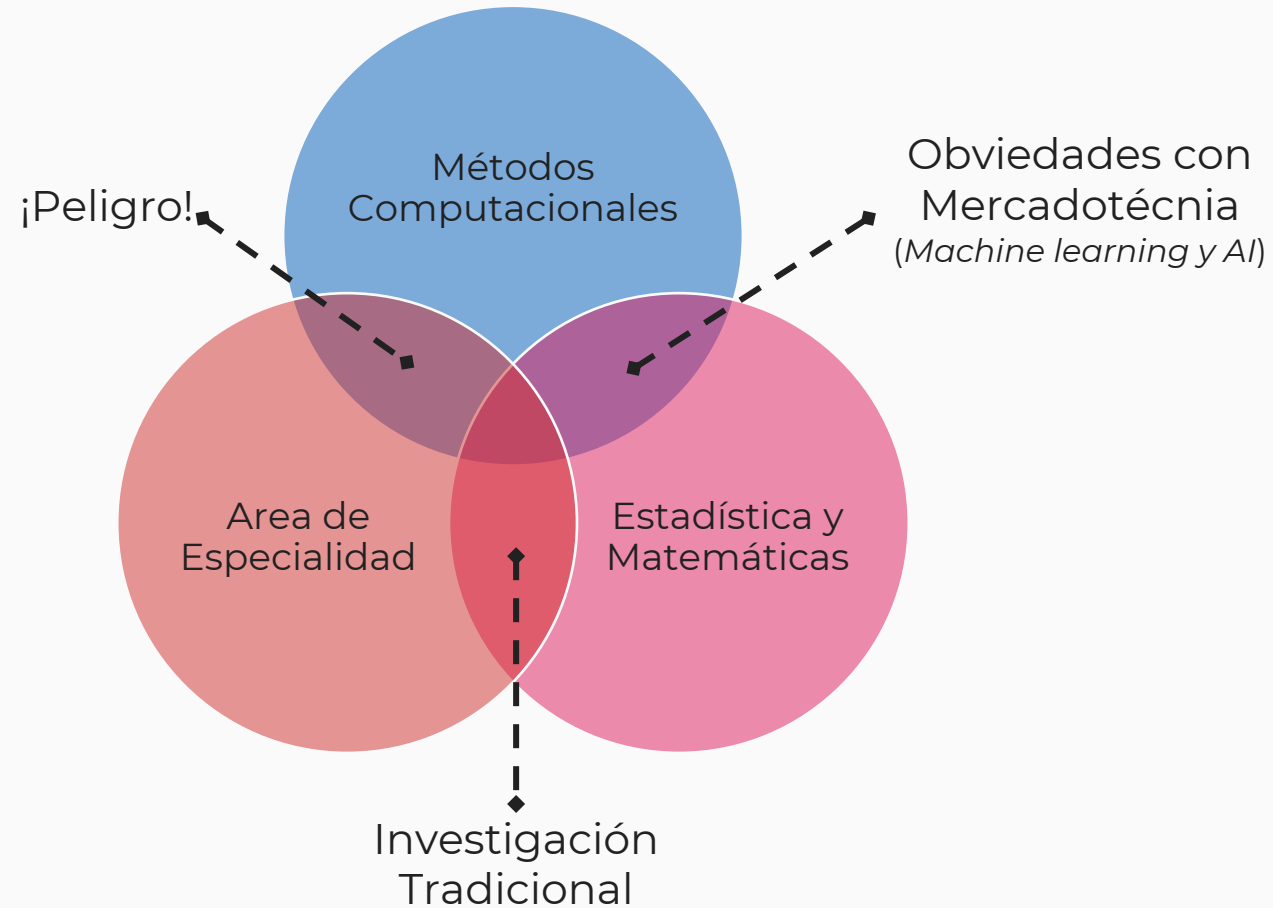 Métodos
Computacionales
¡Peligro!
Obviedades con
Mercadotécnia
(Machine learning y AI)
Area de
Especialidad
Estadística y
Matemáticas
Investigación
Tradicional